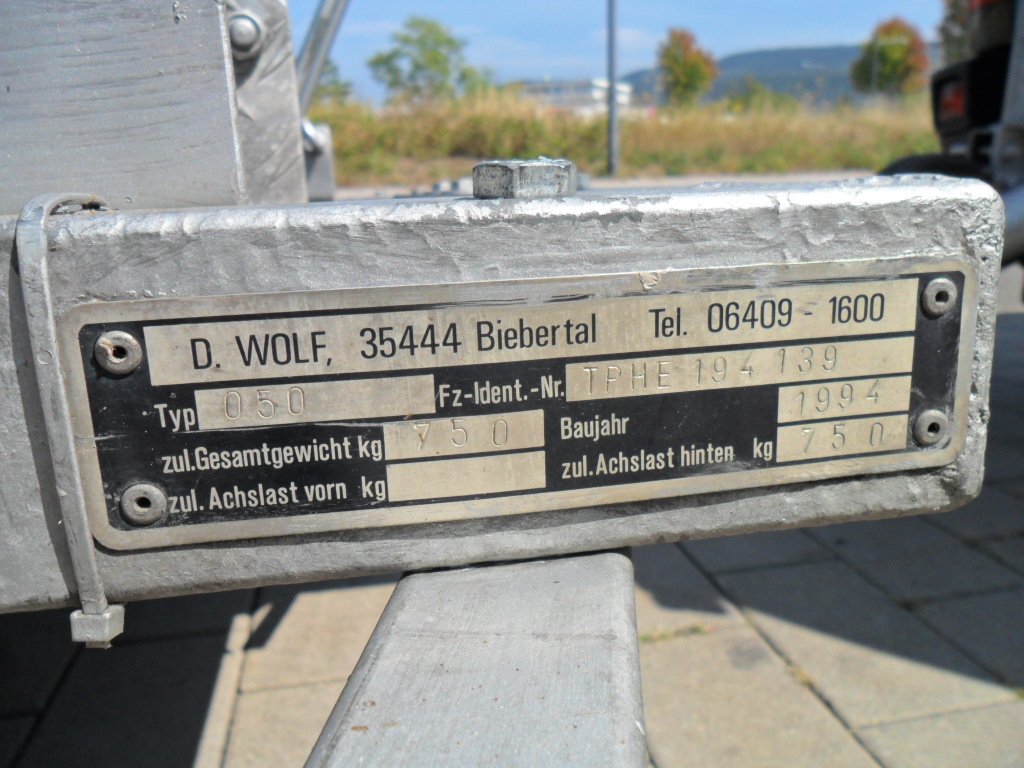 D. WOLF, 35444 Biebertal Tel. 06409 - 1600
Typ 050 Fz-Ident.-Nr. TPHE 194 139
zul.Gesamtgewicht kg 750 Baujahr 1994
zul. Achslast vorn kg zul. Achslast hinten kg 750